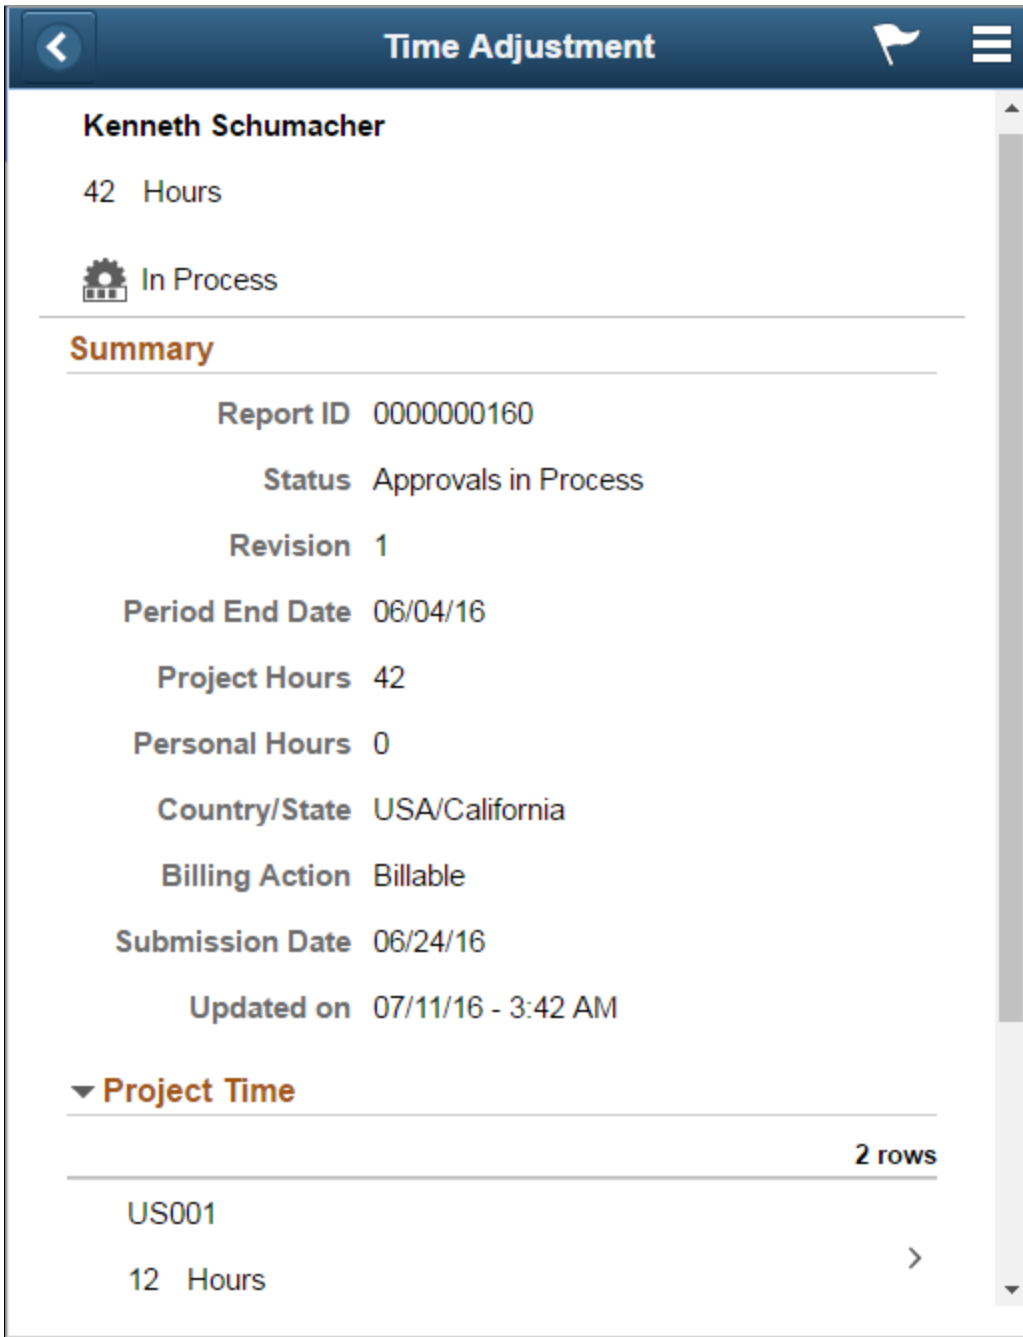 Time Adjustment
Kenneth Schumacher
42 Hours
In Process
Summary
Report ID 0000000160
Status Approvals in Process
Revision 1
Period End Date 06/04/16
Project Hours 42
Personal Hours 0
Country/State USA/California
Billing Action Billable
Submission Date 06/24/16
Updated on 07/11/16 - 3:42 AM
Project Time
2 rows
US001
12 Hours